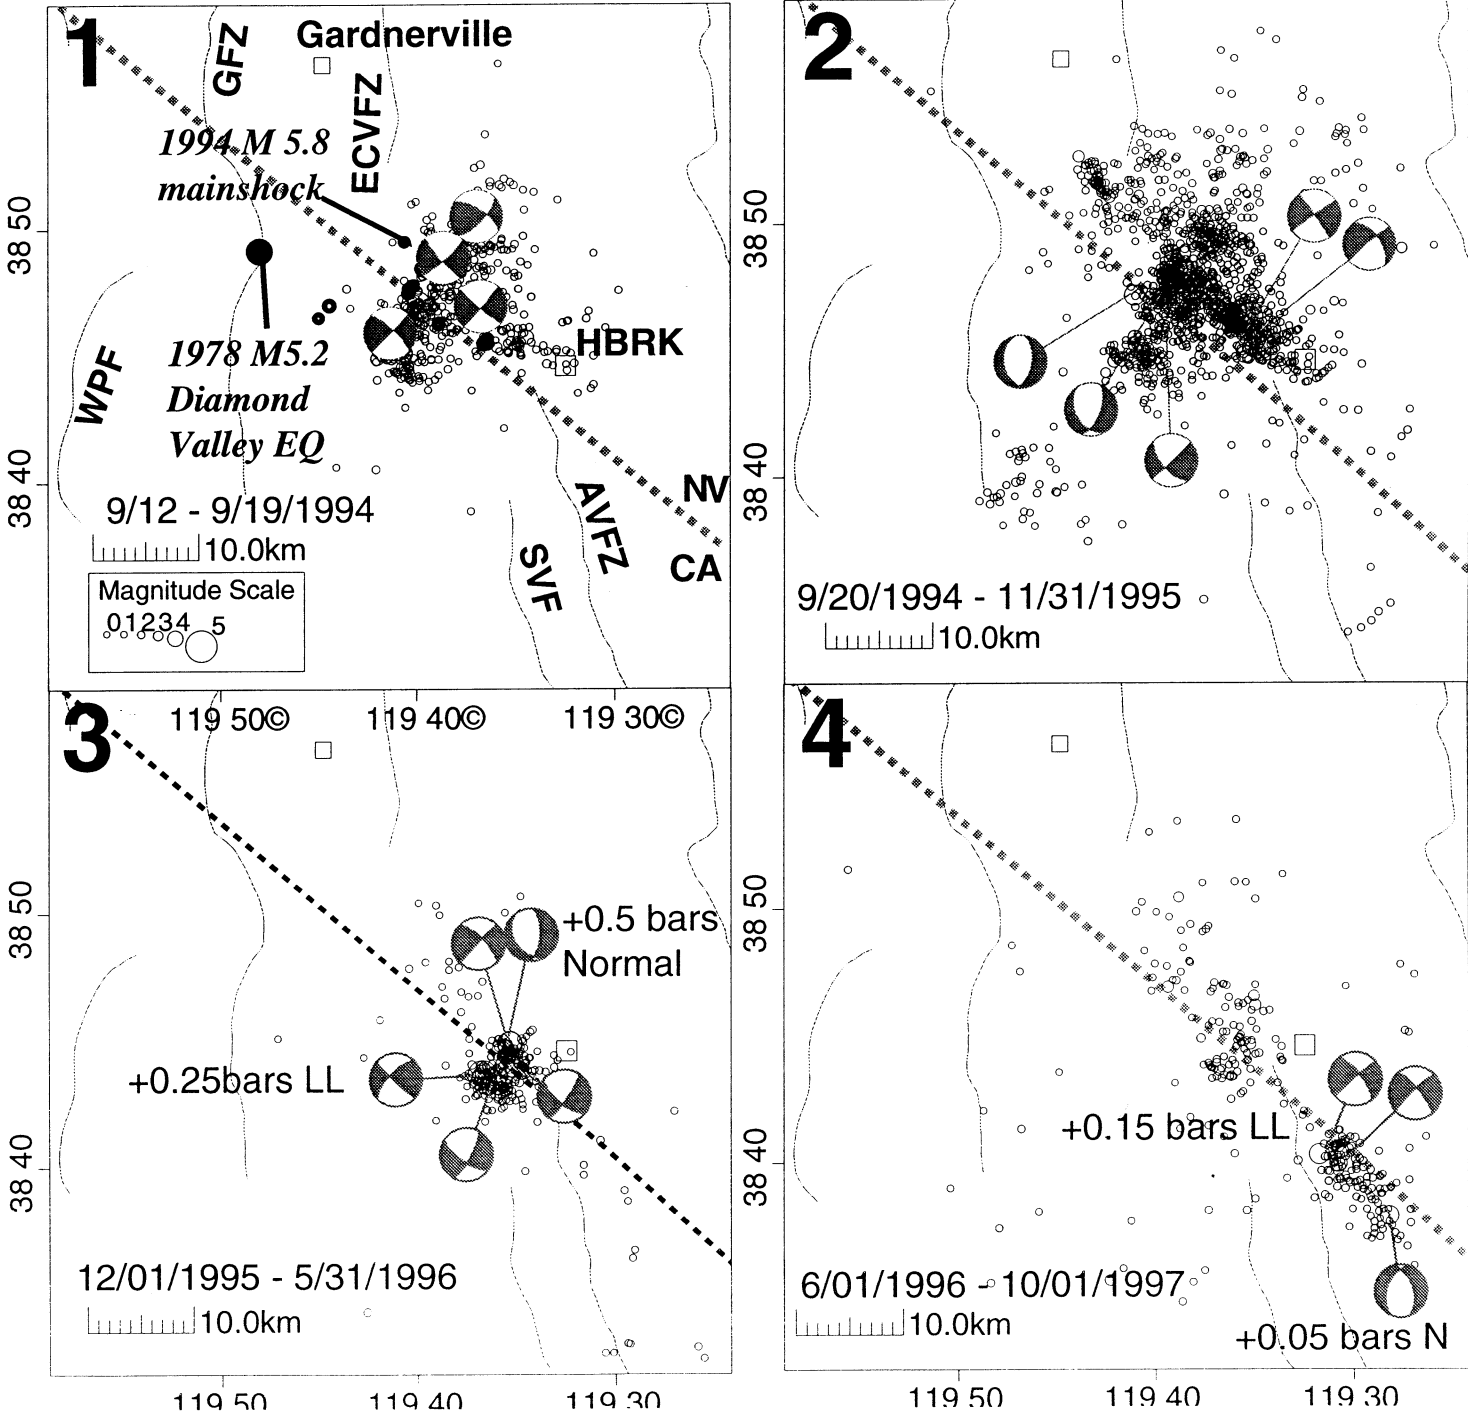 1
GFZ
Gardnerville
ECVFZ
1994 M 5.8
mainshock
38 50
1978 M5.2
Diamond
Valley EQ
HBRK
WPF
38 40
9/12 - 9/19/1994
10.0km
NV
CA
AVFZ
SVF
Magnitude Scale
01234 5
2
38 50
38 40
9/20/1994 - 11/31/1995
10.0km
3
119 50©
119 40©
119 30©
38 50
+0.5 bars
Normal
+0.25bars LL
38 40
12/01/1995 - 5/31/1996
10.0km
119 50
119 40
119 30
4
38 50
+0.15 bars LL
38 40
6/01/1996 - 10/01/1997
10.0km
+0.05 bars N
119 50
119 40
119 30